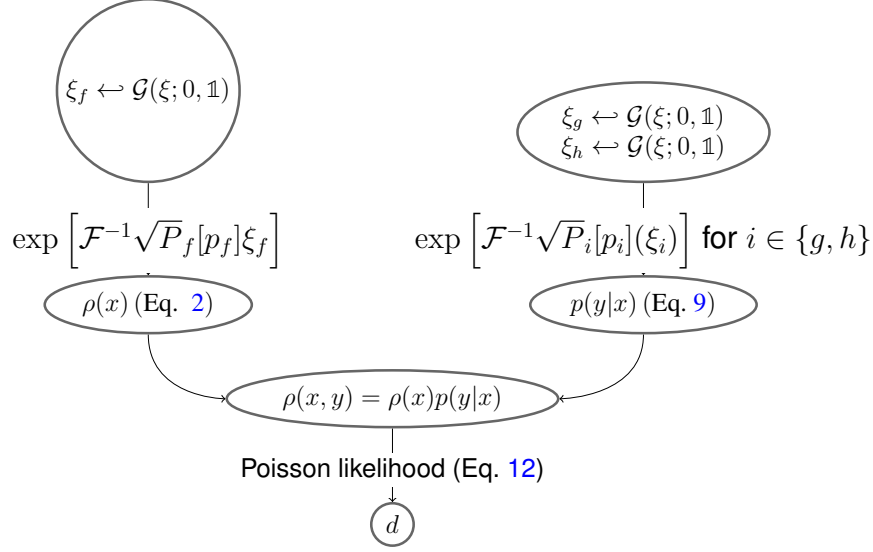 ξ_f ↩ 𝒢(ξ; 0, 𝟙)
ξ_g ↩ 𝒢(ξ; 0, 𝟙)
ξ_h ↩ 𝒢(ξ; 0, 𝟙)
exp [ℱ⁻¹√P_f[p_f]ξ_f]
exp [ℱ⁻¹√P_i[p_i](ξ_i)] for i ∈ {g, h}
ρ(x) (Eq. 2)
p(y|x) (Eq. 9)
ρ(x, y) = ρ(x)p(y|x)
Poisson likelihood (Eq. 12)
d